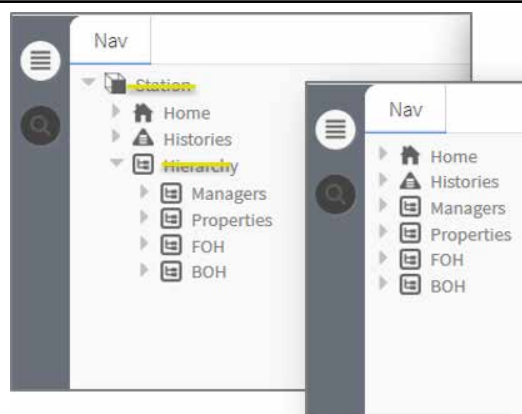 Nav
Station
Home
Histories
Hierarchy
Managers
Properties
FOH
BOH
Nav
Home
Histories
Managers
Properties
FOH
BOH